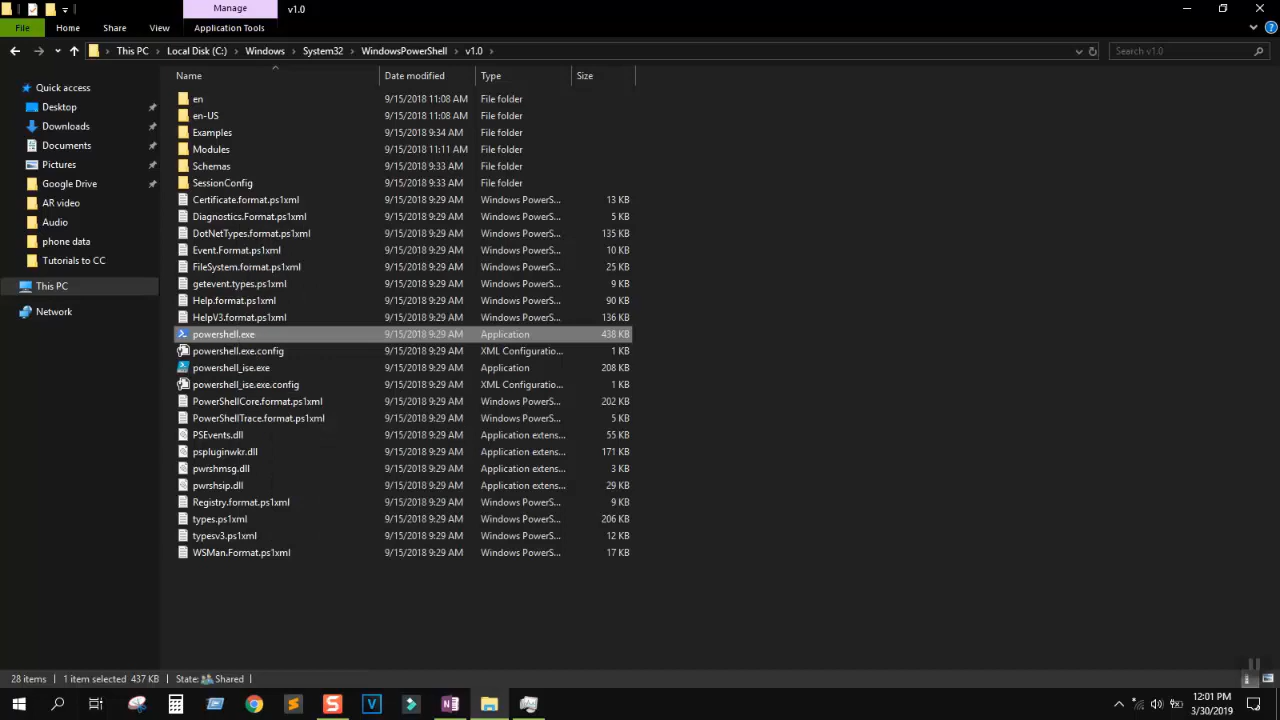 Manage v1.0
File Home Share View Application Tools
This PC Local Disk (C:) Windows System32 WindowsPowerShell v1.0 Search v1.0
Name Date modified Type Size
Quick access
Desktop
Downloads
Documents
Pictures
Google Drive
AR video
Audio
phone data
Tutorials to CC
This PC
Network
en 9/15/2018 11:08 AM File folder
en-US 9/15/2018 11:08 AM File folder
Examples 9/15/2018 9:34 AM File folder
Modules 9/15/2018 11:11 AM File folder
Schemas 9/15/2018 9:33 AM File folder
SessionConfig 9/15/2018 9:33 AM File folder
Certificate.format.ps1xml 9/15/2018 9:29 AM Windows PowerS... 13 KB
Diagnostics.Format.ps1xml 9/15/2018 9:29 AM Windows PowerS... 5 KB
DotNetTypes.format.ps1xml 9/15/2018 9:29 AM Windows PowerS... 135 KB
Event.Format.ps1xml 9/15/2018 9:29 AM Windows PowerS... 10 KB
FileSystem.format.ps1xml 9/15/2018 9:29 AM Windows PowerS... 25 KB
getevent.types.ps1xml 9/15/2018 9:29 AM Windows PowerS... 9 KB
Help.format.ps1xml 9/15/2018 9:29 AM Windows PowerS... 90 KB
HelpV3.format.ps1xml 9/15/2018 9:29 AM Windows PowerS... 136 KB
powershell.exe 9/15/2018 9:29 AM Application 438 KB
powershell.exe.config 9/15/2018 9:29 AM XML Configuratio... 1 KB
powershell_ise.exe 9/15/2018 9:29 AM Application 208 KB
powershell_ise.exe.config 9/15/2018 9:29 AM XML Configuratio... 1 KB
PowerShellCore.format.ps1xml 9/15/2018 9:29 AM Windows PowerS... 202 KB
PowerShellTrace.format.ps1xml 9/15/2018 9:29 AM Windows PowerS... 5 KB
PSEvents.dll 9/15/2018 9:29 AM Application extens... 55 KB
pspluginwkr.dll 9/15/2018 9:29 AM Application extens... 171 KB
pwrshmsg.dll 9/15/2018 9:29 AM Application extens... 3 KB
pwrshsip.dll 9/15/2018 9:29 AM Application extens... 29 KB
Registry.format.ps1xml 9/15/2018 9:29 AM Windows PowerS... 9 KB
types.ps1xml 9/15/2018 9:29 AM Windows PowerS... 206 KB
typesv3.ps1xml 9/15/2018 9:29 AM Windows PowerS... 12 KB
WSMan.Format.ps1xml 9/15/2018 9:29 AM Windows PowerS... 17 KB
28 items 1 item selected 437 KB State: Shared
12:01 PM
3/30/2019